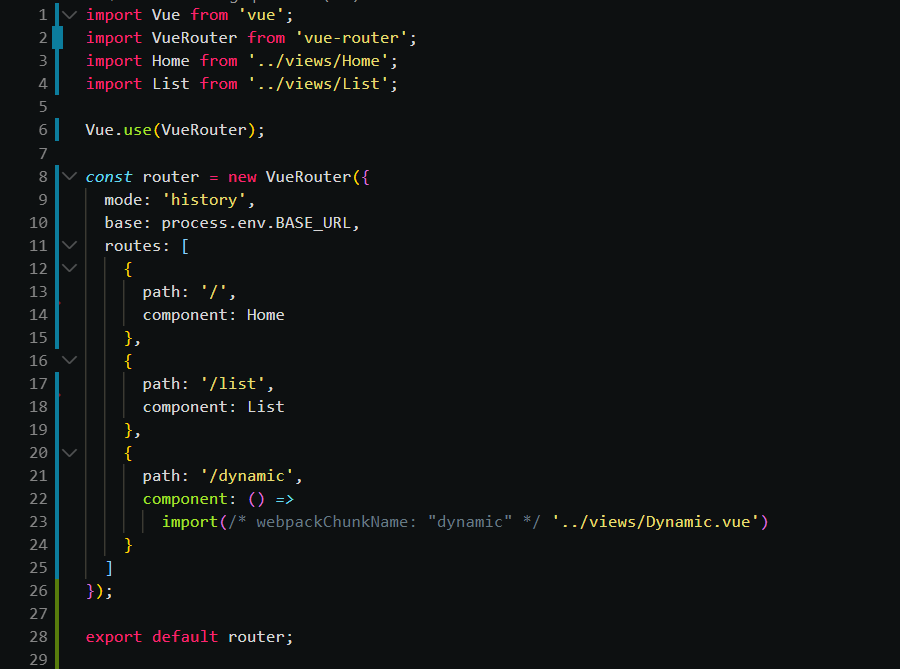 1 import Vue from 'vue';
2 import VueRouter from 'vue-router';
3 import Home from '../views/Home';
4 import List from '../views/List';
5
6 Vue.use(VueRouter);
7
8 const router = new VueRouter({
9   mode: 'history',
10   base: process.env.BASE_URL,
11   routes: [
12     {
13       path: '/',
14       component: Home
15     },
16     {
17       path: '/list',
18       component: List
19     },
20     {
21       path: '/dynamic',
22       component: () =>
23         import(/* webpackChunkName: "dynamic" */ '../views/Dynamic.vue')
24     }
25   ]
26 });
27
28 export default router;
29